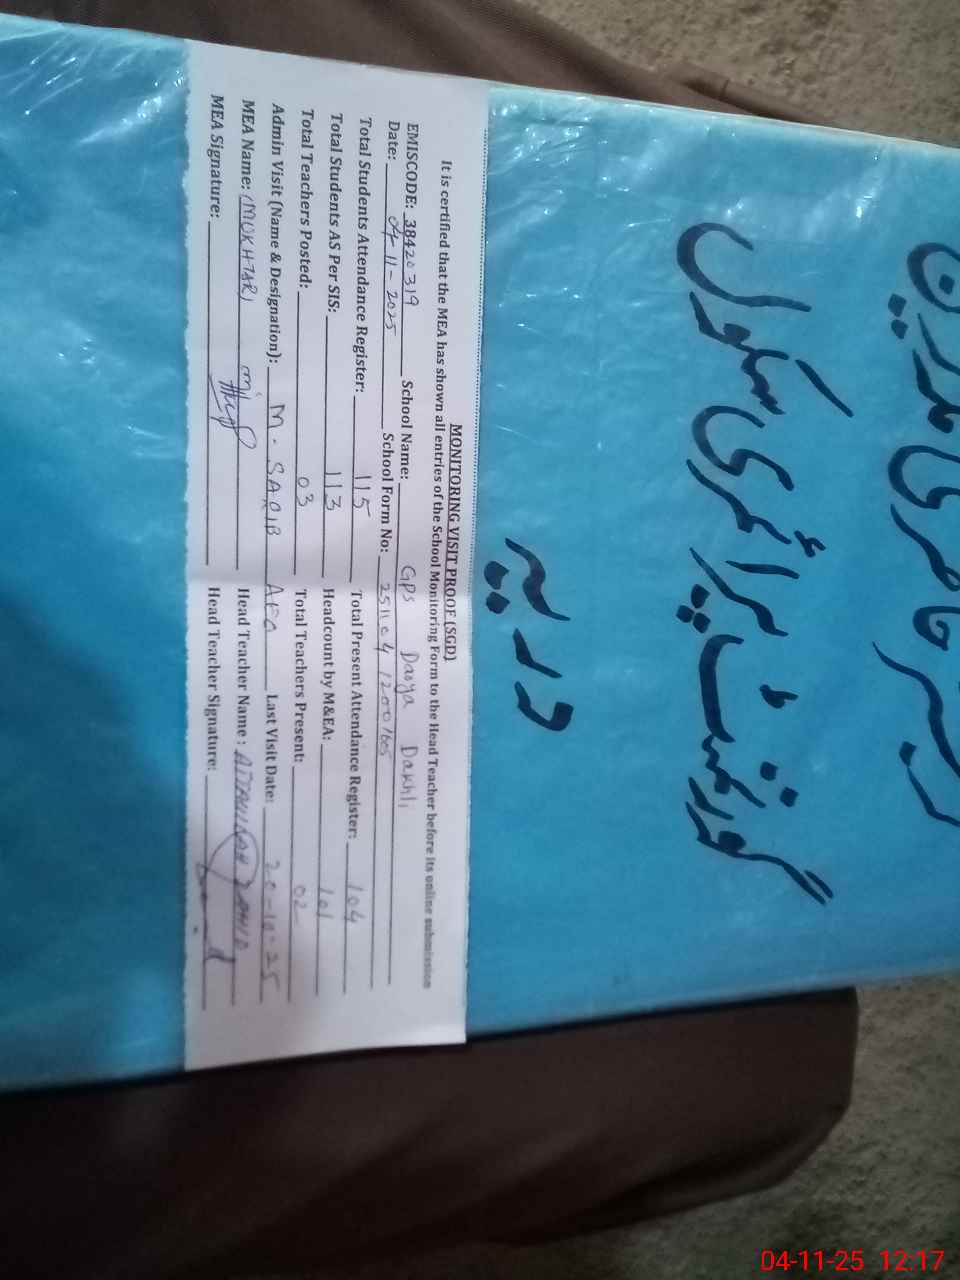 حاضری مدرسین
گورنمنٹ پرائمری سکول
دریہ
MONITORING VISIT PROOF (SGD)
It is certified that the MEA has shown all entries of the School Monitoring Form to the Head Teacher before its online submission
EMISCODE: 38420319 School Name: GPS Darya Dakhli
Date: 04-11-2025 School Form No: 251104 12001605
Total Students Attendance Register: 115 Total Present Attendance Register: 104
Total Students AS Per SIS: 113 Headcount by M&EA: 101
Total Teachers Posted: 03 Total Teachers Present: 02
Admin Visit (Name & Designation): M. SAQIB AEO Last Visit Date: 20-10-25
MEA Name: MUKHTARI Head Teacher Name :
MEA Signature: Head Teacher Signature:
04-11-25 12:17